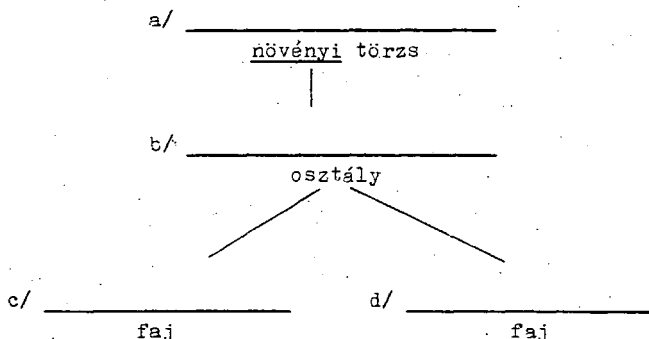 a/
növényi törzs
b/
osztály
c/ d/
faj faj